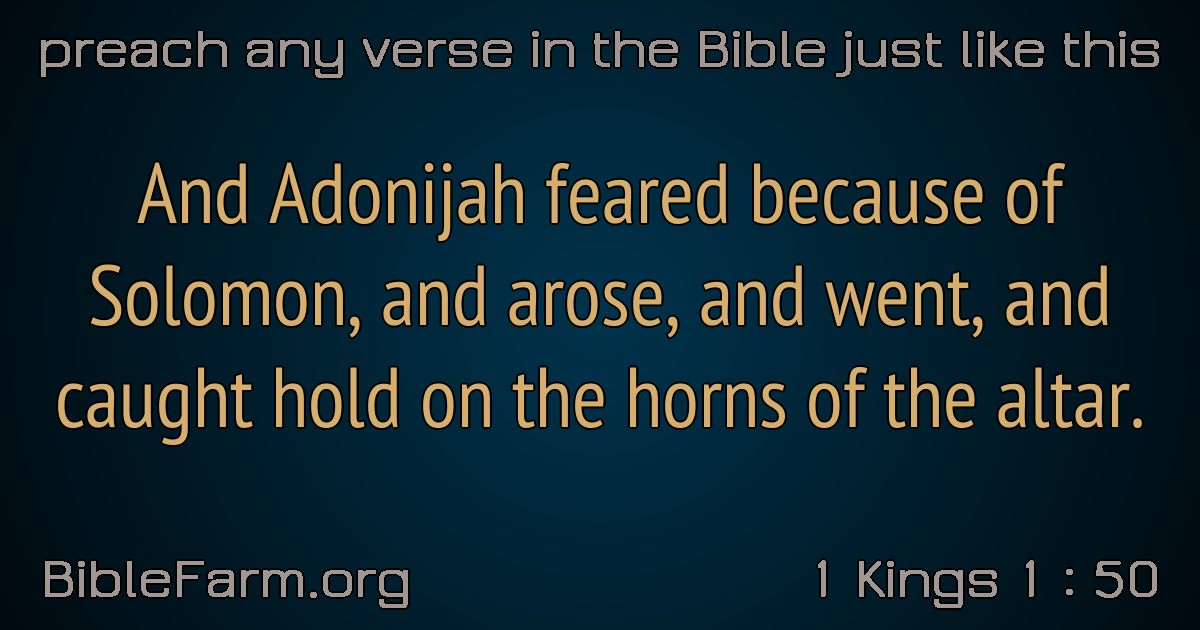 preach any verse in the Bible just like this
And Adonijah feared because of
Solomon, and arose, and went, and
caught hold on the horns of the altar.
BibleFarm.org
1 Kings 1 : 50